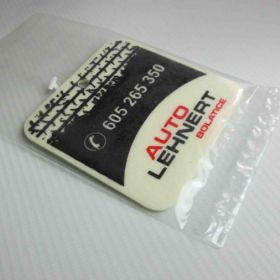 605 265 350
AUTO
LEHNERT
BOLATICE